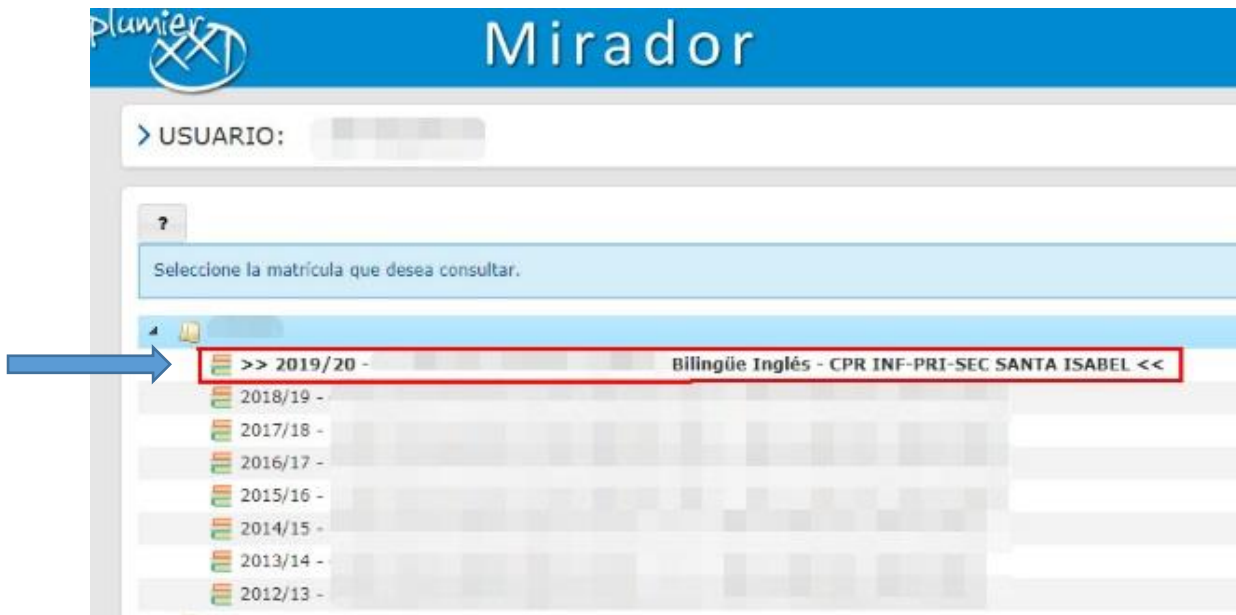 plumier
XXI
Mirador
> USUARIO:
?
Seleccione la matrícula que desea consultar.
>> 2019/20 - Bilingüe Inglés - CPR INF-PRI-SEC SANTA ISABEL <<
2018/19 -
2017/18 -
2016/17 -
2015/16 -
2014/15 -
2013/14 -
2012/13 -